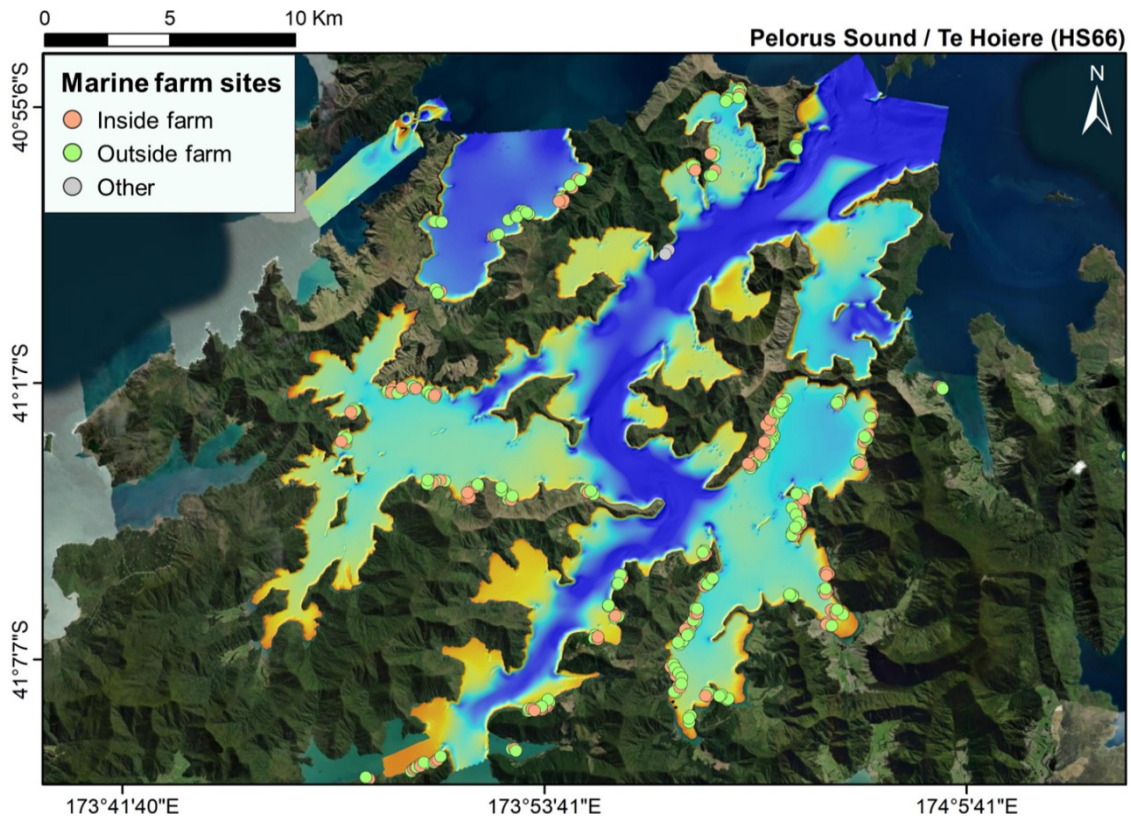 0 5 10 Km
Pelorus Sound / Te Hoiere (HS66)
Marine farm sites
Inside farm
Outside farm
Other
N
40°55'6"S
41°1'7"S
41°7'7"S
173°41'40"E 173°53'41"E 174°5'41"E